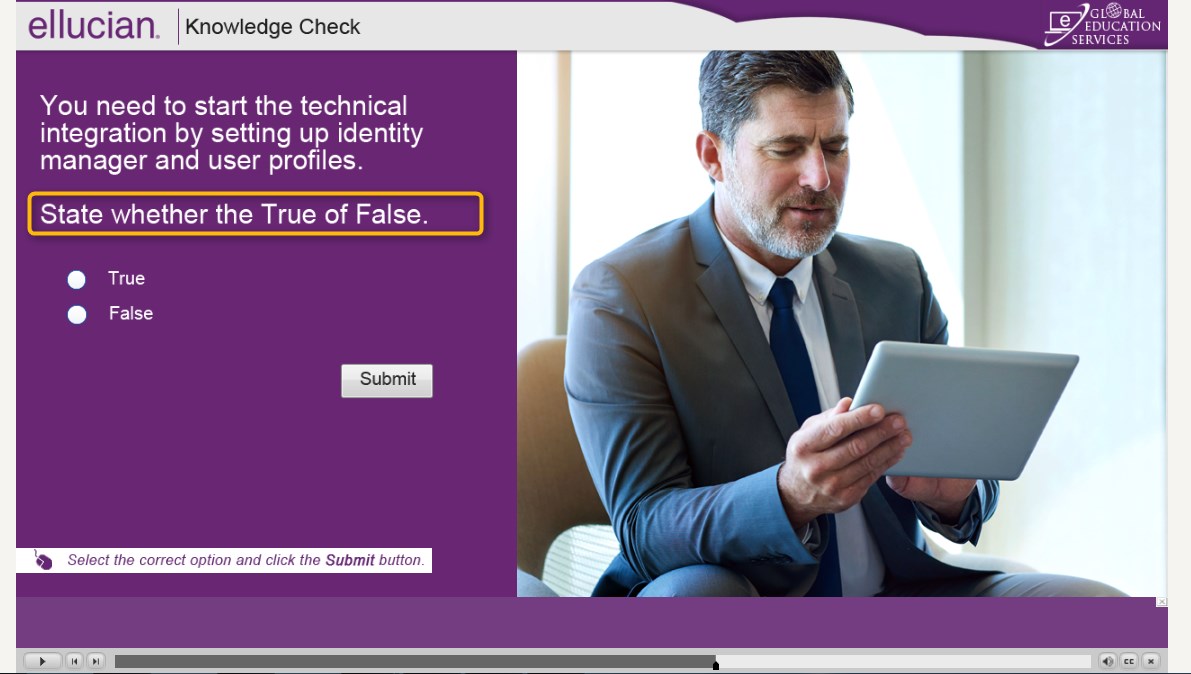 ellucian.
Knowledge Check
GLOBAL
EDUCATION
SERVICES
You need to start the technical
integration by setting up identity
manager and user profiles.
State whether the True of False.
True
False
Submit
Select the correct option and click the Submit button.
CC